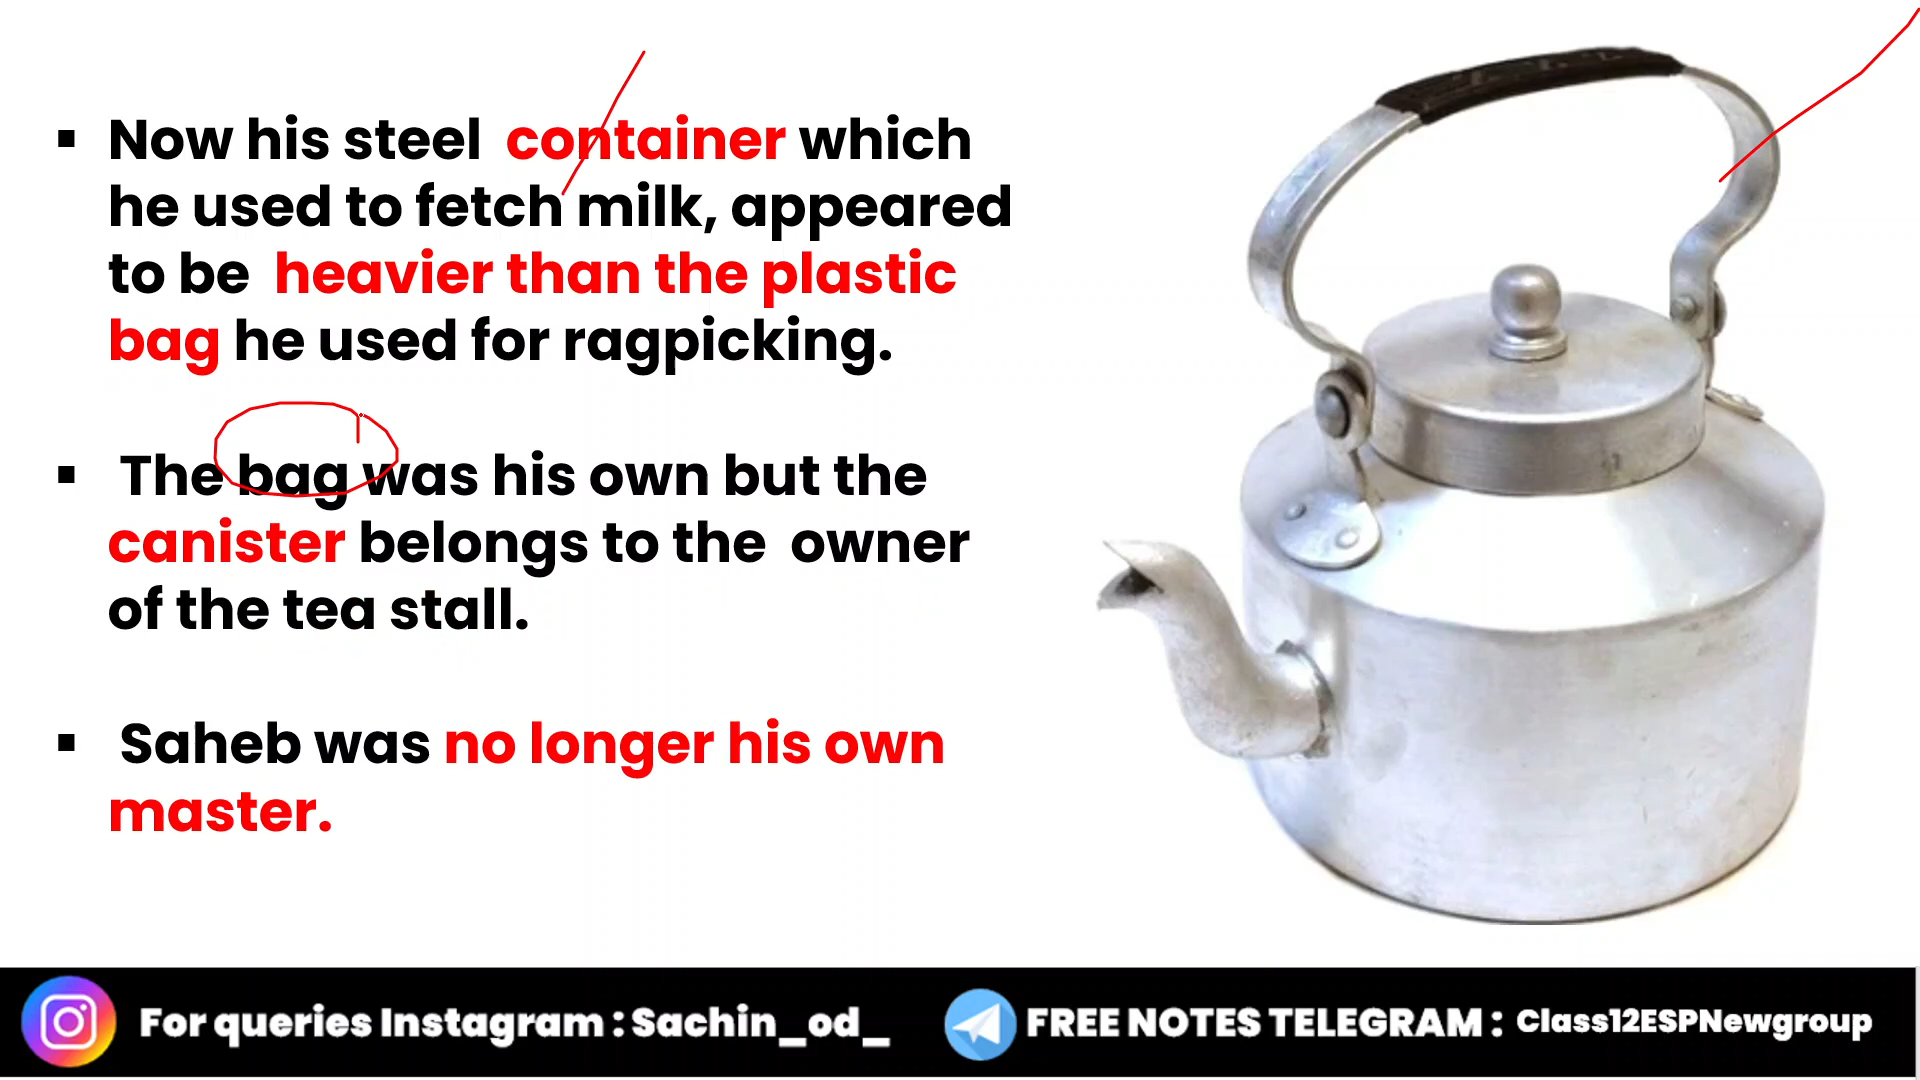 ▪ Now his steel container which
he used to fetch milk, appeared
to be heavier than the plastic
bag he used for ragpicking.
▪ The bag was his own but the
canister belongs to the owner
of the tea stall.
▪ Saheb was no longer his own
master.
For queries Instagram : Sachin_od_
FREE NOTES TELEGRAM : Class12ESPNewgroup